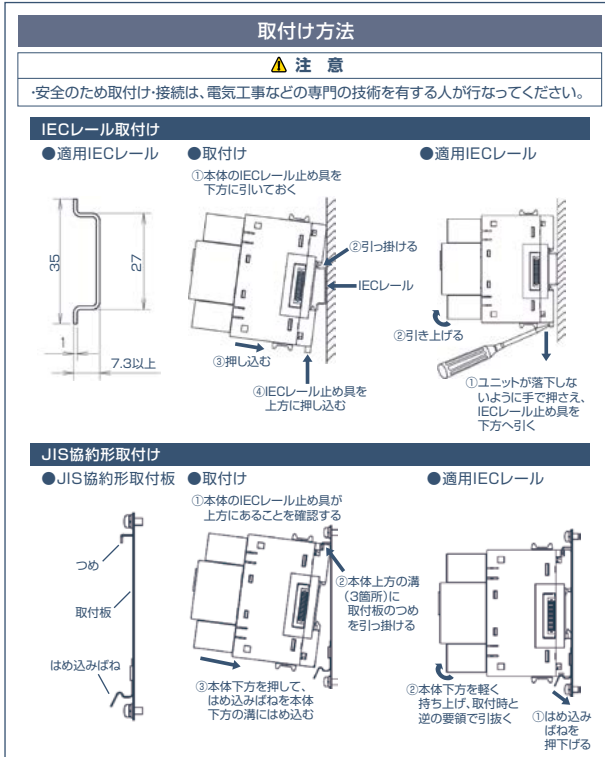 取付け方法
注 意
・安全のため取付け・接続は、電気工事などの専門の技術を有する人が行なってください。
IECレール取付け
●適用IECレール
35
27
1
7.3以上
●取付け
①本体のIECレール止め具を
下方に引いておく
②引っ掛ける
IECレール
③押し込む
④IECレール止め具を
上方に押し込む
●適用IECレール
②引き上げる
①ユニットが落下しな
いように手で押さえ、
IECレール止め具を
下方へ引く
JIS協約形取付け
●JIS協約形取付板
つめ
取付板
はめ込みばね
●取付け
①本体のIECレール止め具が
上方にあることを確認する
②本体上方の溝
(3箇所)に
取付板のつめ
を引っ掛ける
③本体下方を押して、
はめ込みばねを本体
下方の溝にはめ込む
●適用IECレール
②本体下方を軽く
持ち上げ、取付時と
逆の要領で引抜く
①はめ込み
ばねを
押下げる